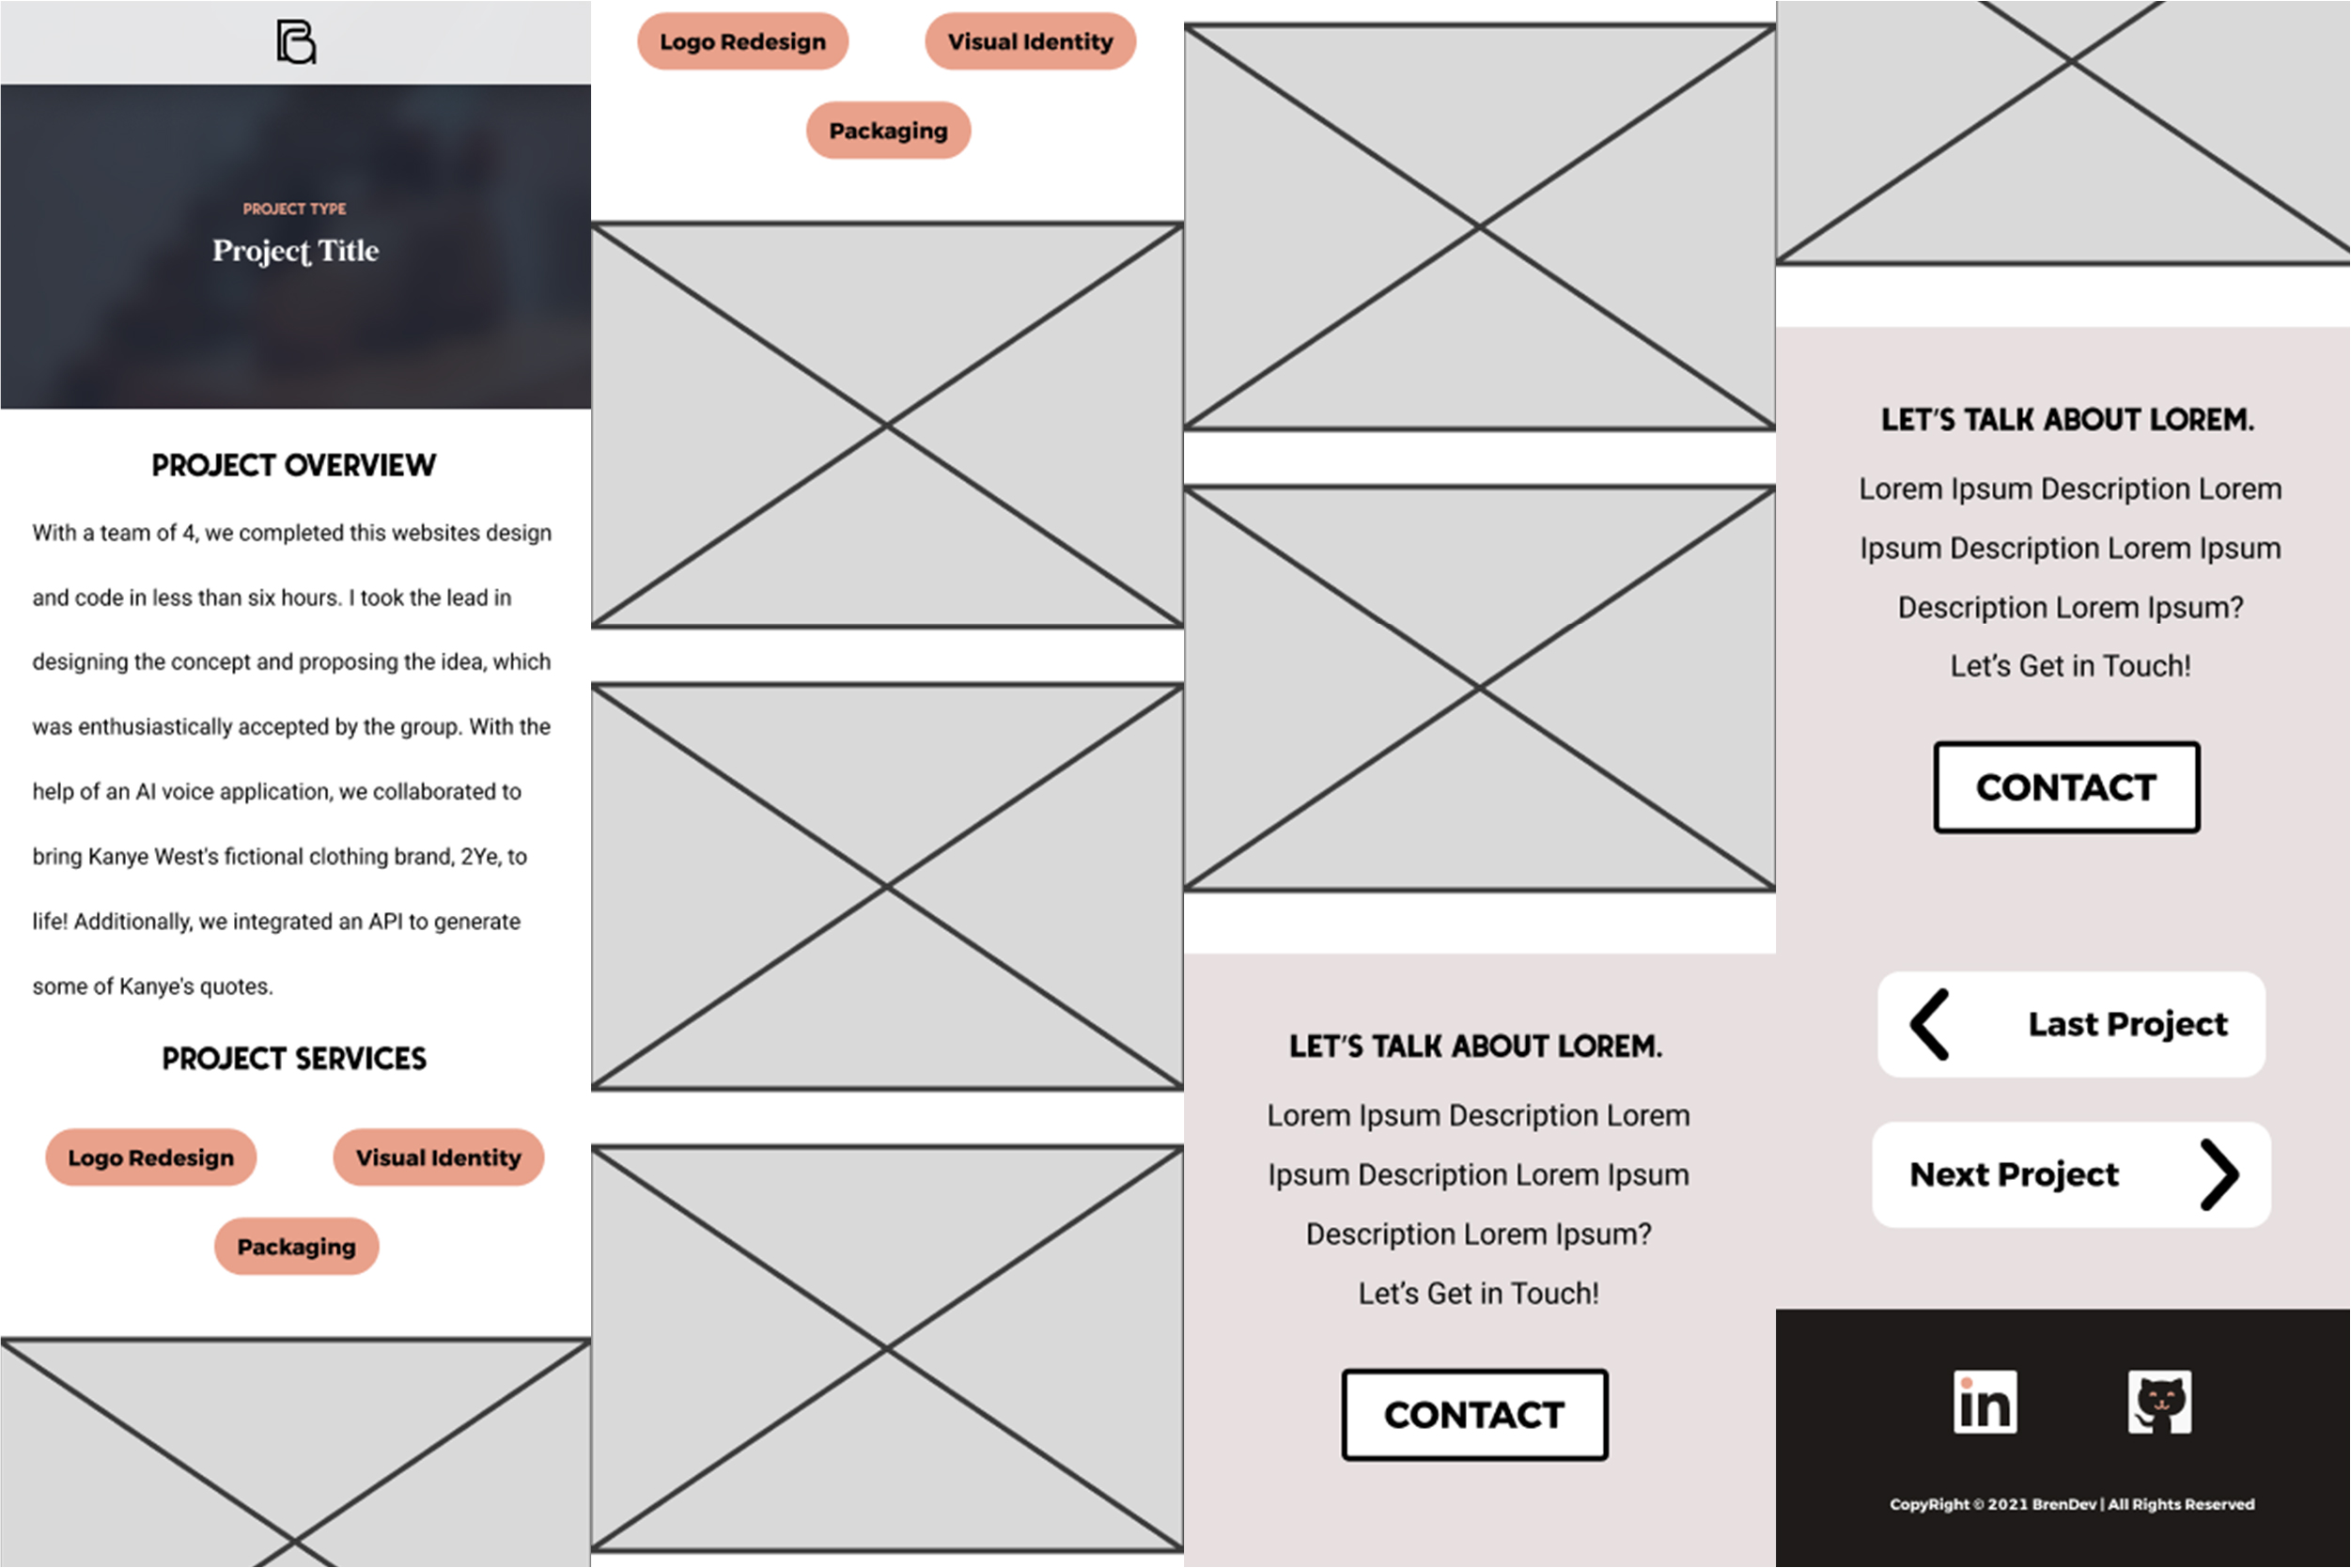 PROJECT TYPE
Project Title
PROJECT OVERVIEW
With a team of 4, we completed this websites design
and code in less than six hours. I took the lead in
designing the concept and proposing the idea, which
was enthusiastically accepted by the group. With the
help of an AI voice application, we collaborated to
bring Kanye West's fictional clothing brand, 2Ye, to
life! Additionally, we integrated an API to generate
some of Kanye's quotes.
PROJECT SERVICES
Logo Redesign
Visual Identity
Packaging
Logo Redesign
Visual Identity
Packaging
LET'S TALK ABOUT LOREM.
Lorem Ipsum Description Lorem
Ipsum Description Lorem Ipsum
Description Lorem Ipsum?
Let's Get in Touch!
CONTACT
LET'S TALK ABOUT LOREM.
Lorem Ipsum Description Lorem
Ipsum Description Lorem Ipsum
Description Lorem Ipsum?
Let's Get in Touch!
CONTACT
Last Project
Next Project
in
CopyRight © 2021 BrenDev | All Rights Reserved